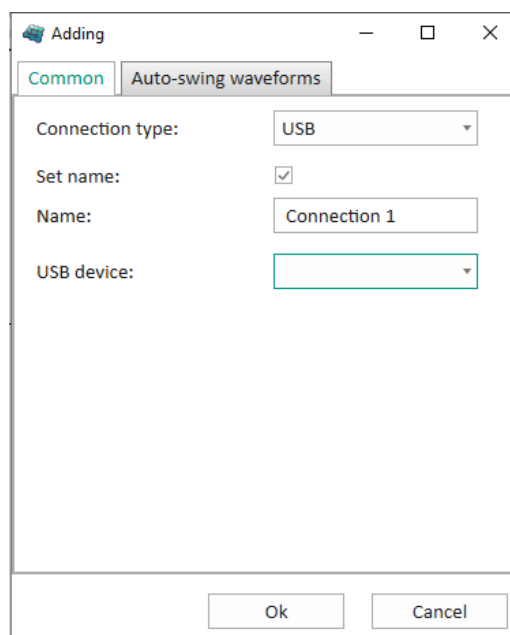 Adding
Common
Auto-swing waveforms
Connection type:
USB
Set name:
Name:
Connection 1
USB device:
Ok
Cancel